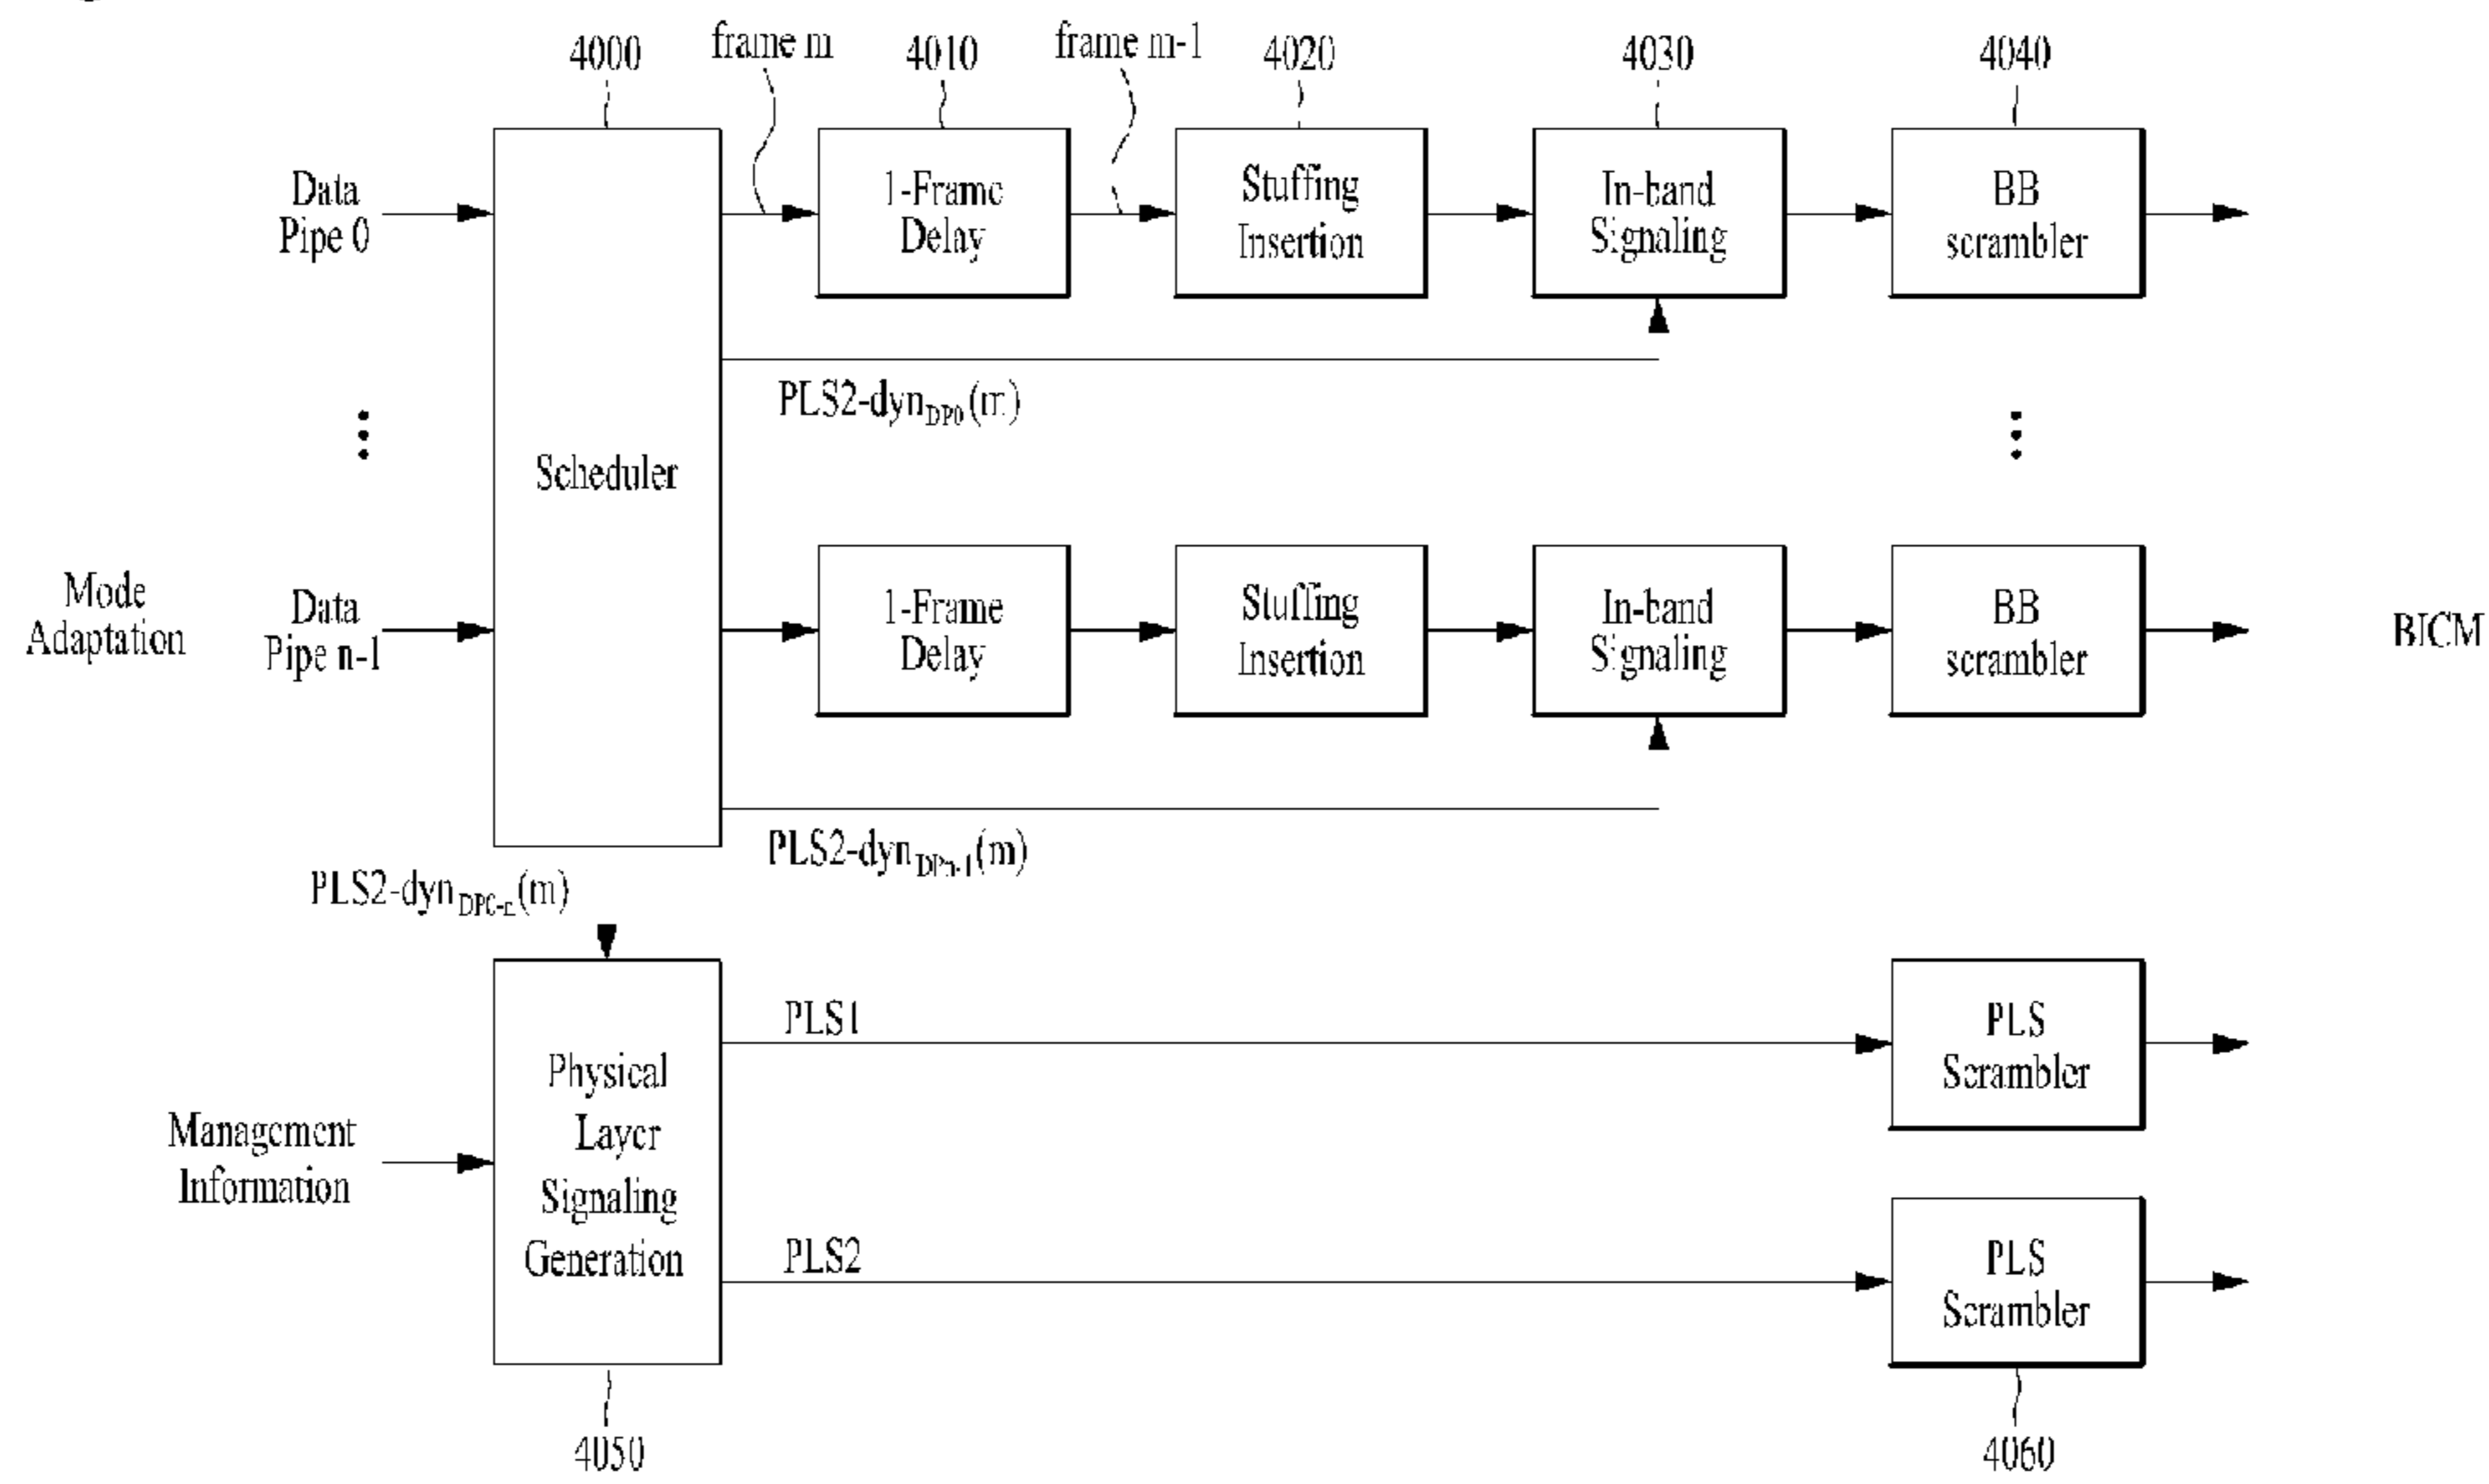 4000
frame m
4010
frame m-1
4020
4030
4040
Data
Pipe 0
1-Frame
Delay
Stuffing
Insertion
In-band
Signaling
BB
scrambler
PLS2-dynDP0(m)
Scheduler
Mode
Adaptation
Data
Pipe n-1
1-Frame
Delay
Stuffing
Insertion
In-band
Signaling
BB
scrambler
BICM
PLS2-dynDPn-1(m)
PLS2-dynDP0-n(m)
Management
Information
Physical
Layer
Signaling
Generation
PLS1
PLS
Scrambler
PLS2
PLS
Scrambler
4050
4060